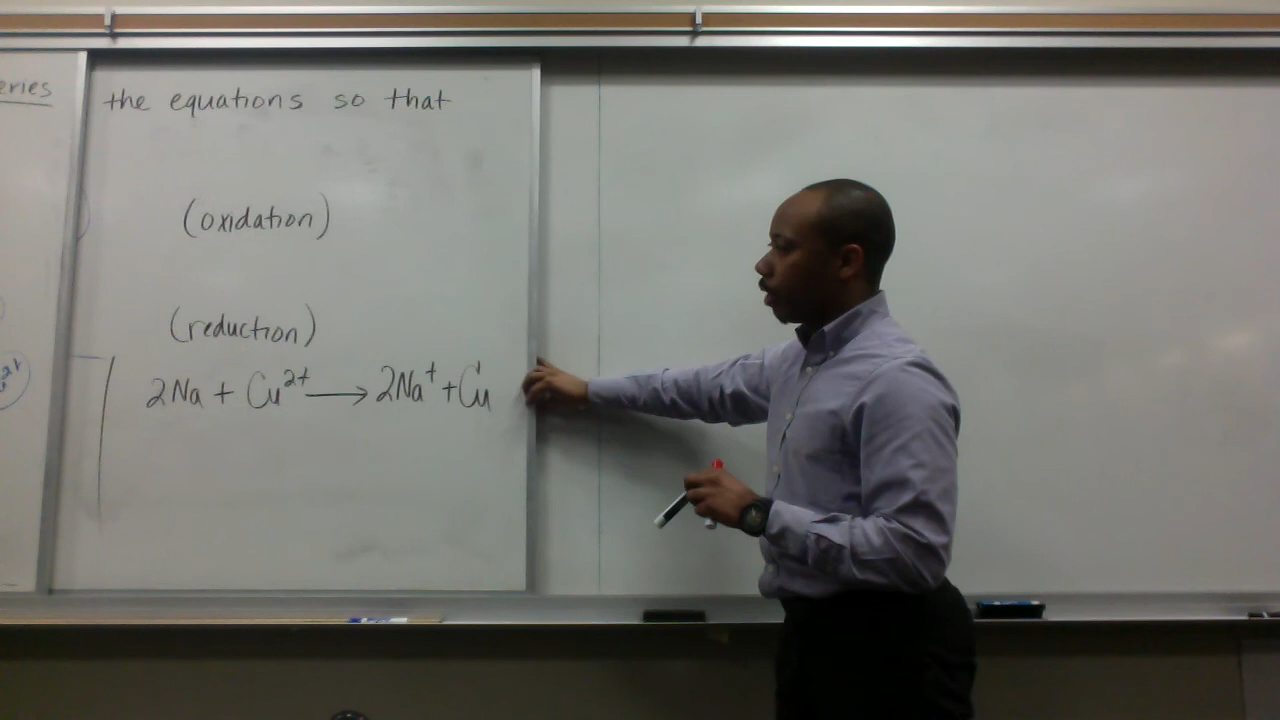 eries
the equations so that
(oxidation)
(reduction)
2Na + Cu²⁺ ⟶ 2Na⁺ + Cu